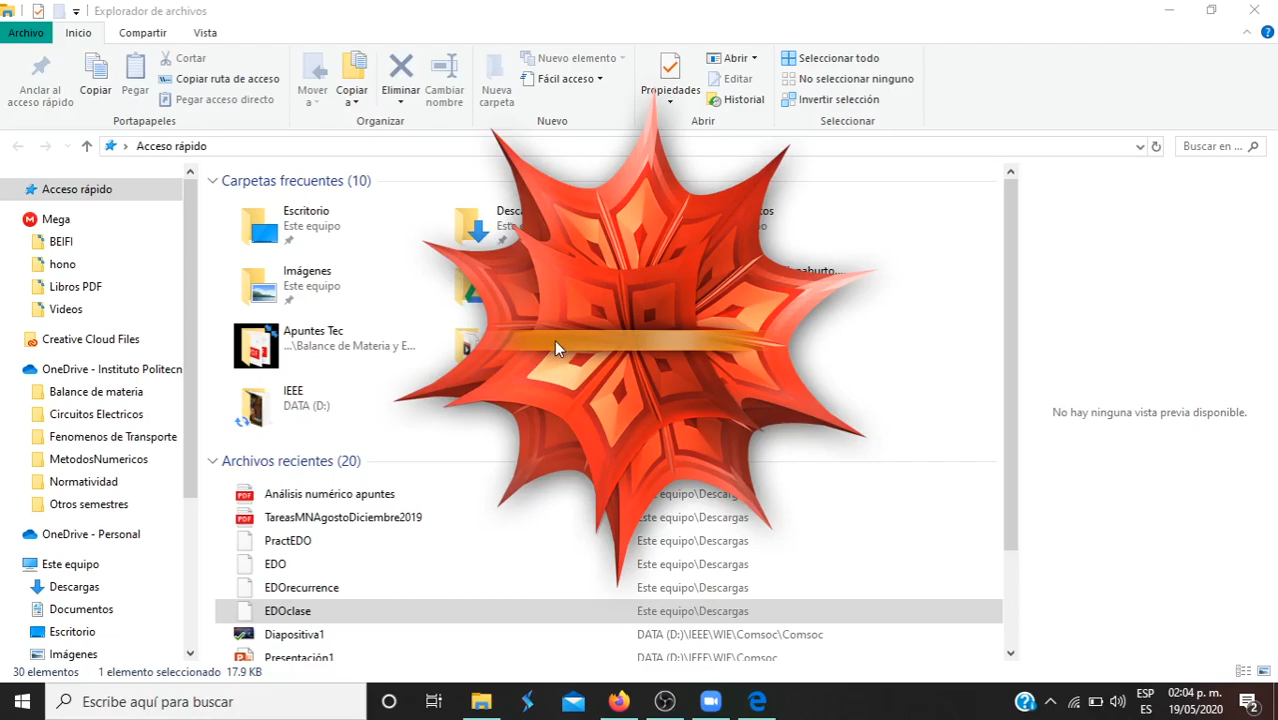 Explorador de archivos
Archivo Inicio Compartir Vista
Anclar al acceso rápido
Copiar
Pegar
Cortar
Copiar ruta de acceso
Pegar acceso directo
Portapapeles
Mover a
Copiar a
Eliminar
Cambiar nombre
Organizar
Nueva carpeta
Nuevo elemento
Fácil acceso
Nuevo
Propiedades
Abrir
Editar
Historial
Abrir
Seleccionar todo
No seleccionar ninguno
Invertir selección
Seleccionar
Acceso rápido
Buscar en ...
Acceso rápido
Mega
BEIFI
hono
Libros PDF
Videos
Creative Cloud Files
OneDrive - Instituto Politecn
Balance de materia
Circuitos Electricos
Fenomenos de Transporte
MetodosNumericos
Normatividad
Otros semestres
OneDrive - Personal
Este equipo
Descargas
Documentos
Escritorio
Imágenes
Carpetas frecuentes (10)
Escritorio
Este equipo
Imágenes
Este equipo
Apuntes Tec
...\Balance de Materia y E...
IEEE
DATA (D:)
Archivos recientes (20)
Análisis numérico apuntes Este equipo\Descargas
TareasMNAgostoDiciembre2019 Este equipo\Descargas
PractEDO Este equipo\Descargas
EDO Este equipo\Descargas
EDOrecurrence Este equipo\Descargas
EDOclase Este equipo\Descargas
Diapositiva1 DATA (D:)\IEEE\WIE\Comsoc\Comsoc
Presentación1 DATA (D:)\IEEE\WIE\Comsoc
No hay ninguna vista previa disponible.
30 elementos 1 elemento seleccionado 17.9 KB
Escribe aquí para buscar
ESP
ES
02:04 p. m.
19/05/2020
2